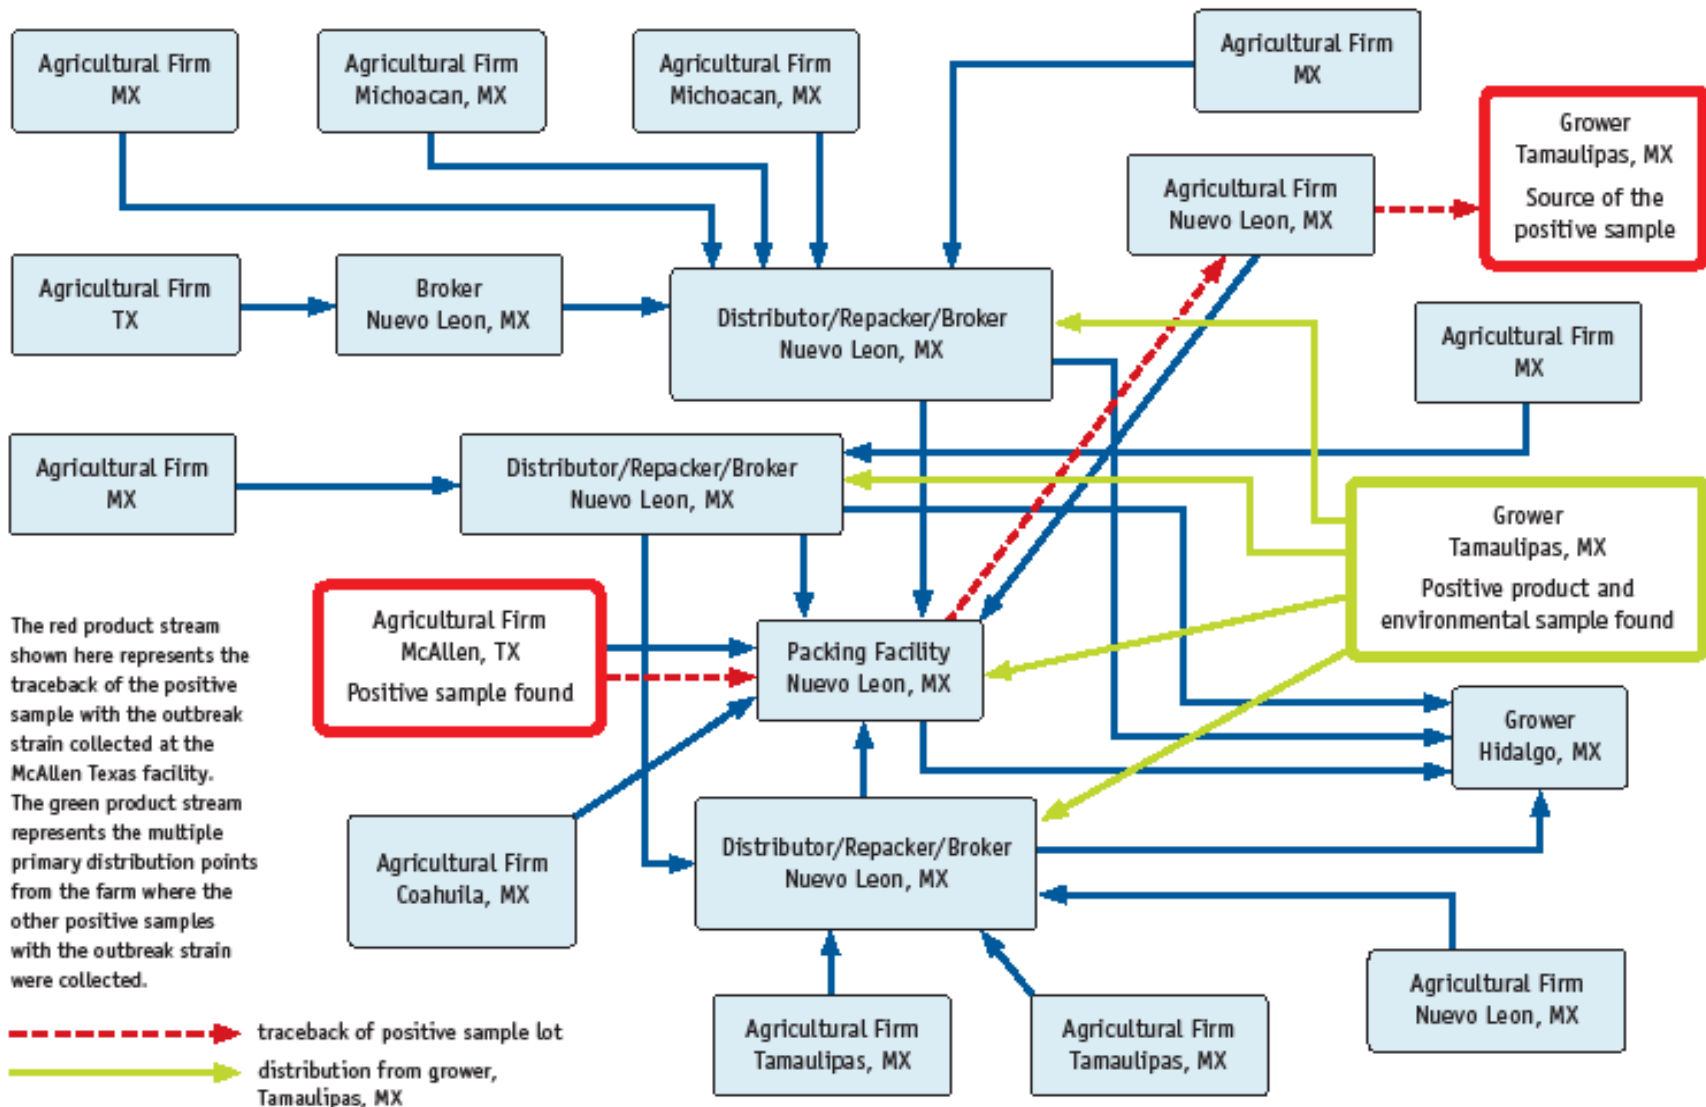 Agricultural Firm
MX
Agricultural Firm
Michoacan, MX
Agricultural Firm
Michoacan, MX
Agricultural Firm
MX
Grower
Tamaulipas, MX
Source of the
positive sample
Agricultural Firm
Nuevo Leon, MX
Agricultural Firm
TX
Broker
Nuevo Leon, MX
Distributor/Repacker/Broker
Nuevo Leon, MX
Agricultural Firm
MX
Agricultural Firm
MX
Distributor/Repacker/Broker
Nuevo Leon, MX
Grower
Tamaulipas, MX
Positive product and
environmental sample found
Agricultural Firm
McAllen, TX
Positive sample found
Packing Facility
Nuevo Leon, MX
Grower
Hidalgo, MX
The red product stream
shown here represents the
traceback of the positive
sample with the outbreak
strain collected at the
McAllen Texas facility.
The green product stream
represents the multiple
primary distribution points
from the farm where the
other positive samples
with the outbreak strain
were collected.
Agricultural Firm
Coahuila, MX
Distributor/Repacker/Broker
Nuevo Leon, MX
Agricultural Firm
Nuevo Leon, MX
Agricultural Firm
Tamaulipas, MX
Agricultural Firm
Tamaulipas, MX
traceback of positive sample lot
distribution from grower,
Tamaulipas, MX